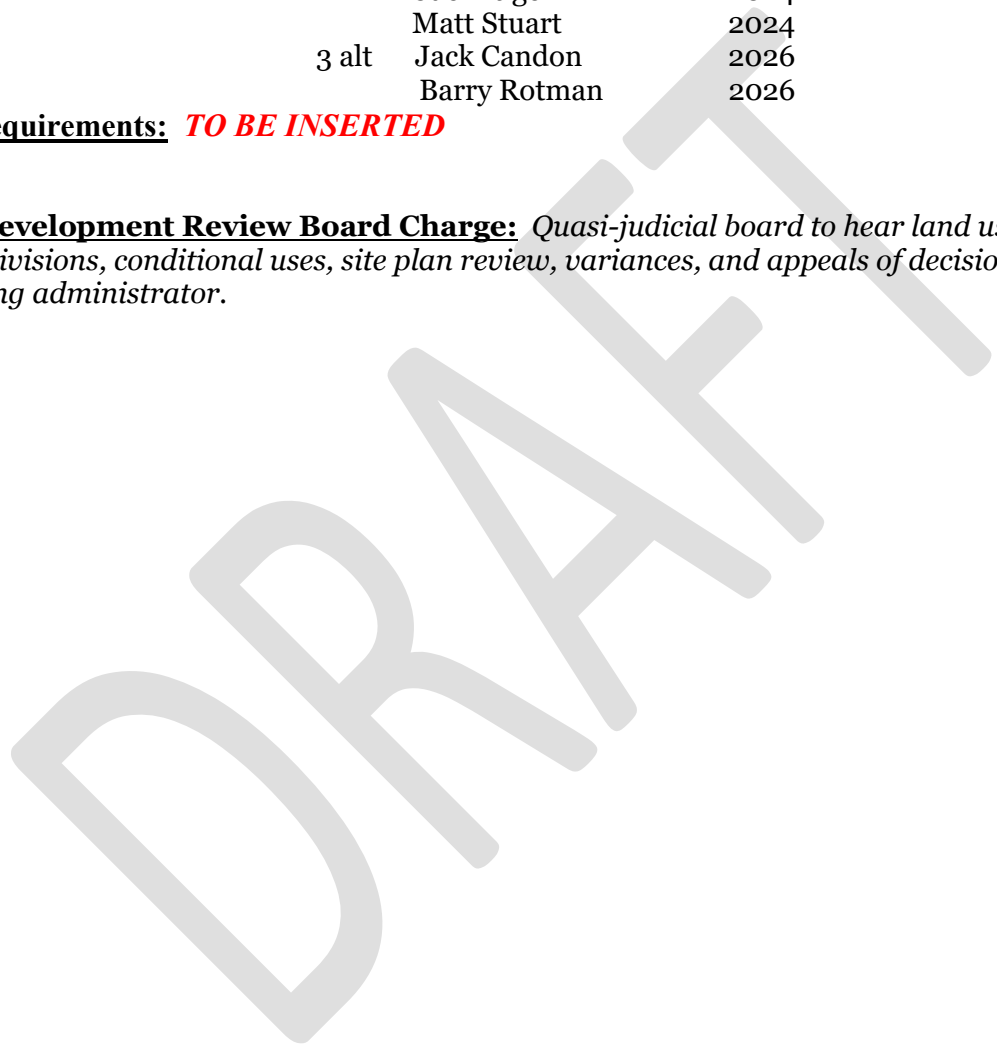 Matt Stuart 2024
3 alt Jack Candon 2026
Barry Rotman 2026
equirements: TO BE INSERTED
evelopment Review Board Charge: Quasi-judicial board to hear land us
ivisions, conditional uses, site plan review, variances, and appeals of decisio
ng administrator.
DRAFT